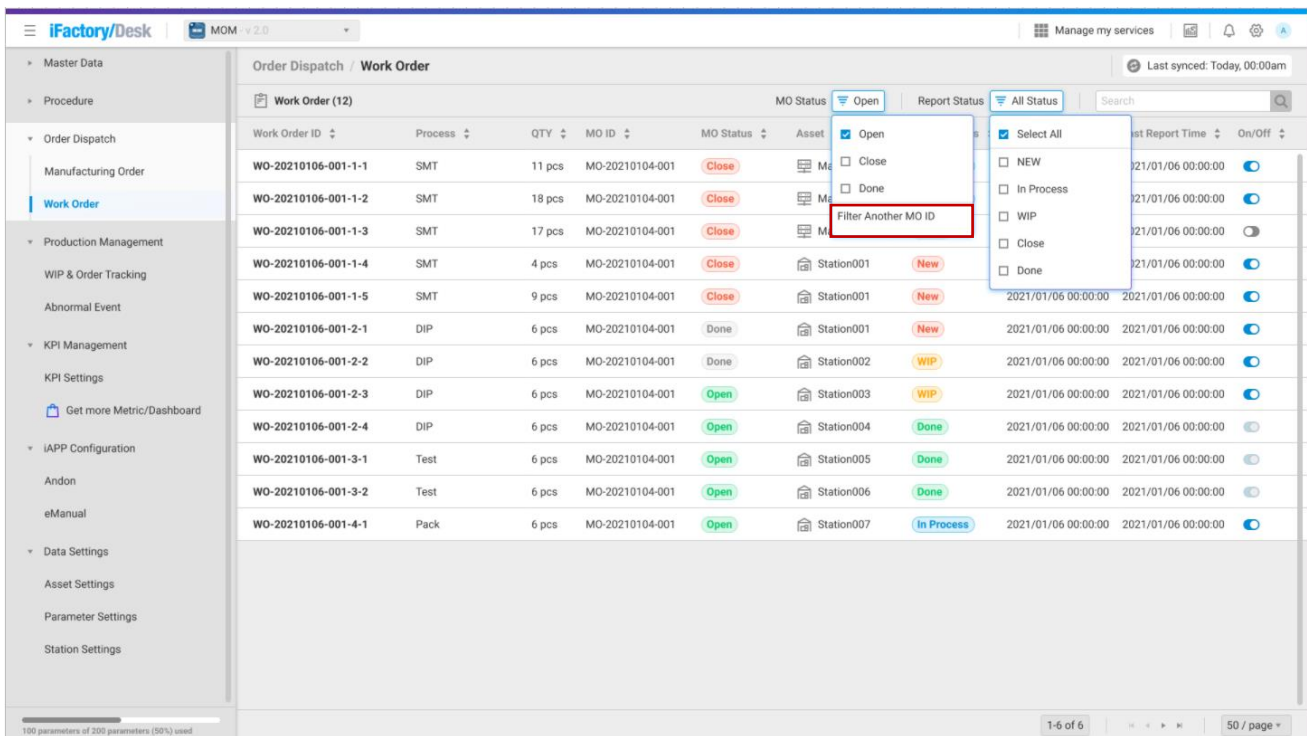 iFactory/Desk
MOM - v 2.0
Manage my services
A
Master Data
Procedure
Order Dispatch
Manufacturing Order
Work Order
Production Management
WIP & Order Tracking
Abnormal Event
KPI Management
KPI Settings
Get more Metric/Dashboard
iAPP Configuration
Andon
eManual
Data Settings
Asset Settings
Parameter Settings
Station Settings
100 parameters of 200 parameters (50%) used
Order Dispatch / Work Order
Last synced: Today, 00:00am
Work Order (12)
MO Status Open
Report Status All Status
Search
Work Order ID Process QTY MO ID MO Status Asset Report Time On/Off
WO-20210106-001-1-1 SMT 11 pcs MO-20210104-001 Close Ma 021/01/06 00:00:00
WO-20210106-001-1-2 SMT 18 pcs MO-20210104-001 Close Ma 021/01/06 00:00:00
WO-20210106-001-1-3 SMT 17 pcs MO-20210104-001 Close 021/01/06 00:00:00
WO-20210106-001-1-4 SMT 4 pcs MO-20210104-001 Close Station001 New 021/01/06 00:00:00
WO-20210106-001-1-5 SMT 9 pcs MO-20210104-001 Close Station001 New 2021/01/06 00:00:00 2021/01/06 00:00:00
WO-20210106-001-2-1 DIP 6 pcs MO-20210104-001 Done Station001 New 2021/01/06 00:00:00 2021/01/06 00:00:00
WO-20210106-001-2-2 DIP 6 pcs MO-20210104-001 Done Station002 WIP 2021/01/06 00:00:00 2021/01/06 00:00:00
WO-20210106-001-2-3 DIP 6 pcs MO-20210104-001 Open Station003 WIP 2021/01/06 00:00:00 2021/01/06 00:00:00
WO-20210106-001-2-4 DIP 6 pcs MO-20210104-001 Open Station004 Done 2021/01/06 00:00:00 2021/01/06 00:00:00
WO-20210106-001-3-1 Test 6 pcs MO-20210104-001 Open Station005 Done 2021/01/06 00:00:00 2021/01/06 00:00:00
WO-20210106-001-3-2 Test 6 pcs MO-20210104-001 Open Station006 Done 2021/01/06 00:00:00 2021/01/06 00:00:00
WO-20210106-001-4-1 Pack 6 pcs MO-20210104-001 Open Station007 In Process 2021/01/06 00:00:00 2021/01/06 00:00:00
Open
Close
Done
Filter Another MO ID
Select All
NEW
In Process
WIP
Close
Done
1-6 of 6
50 / page